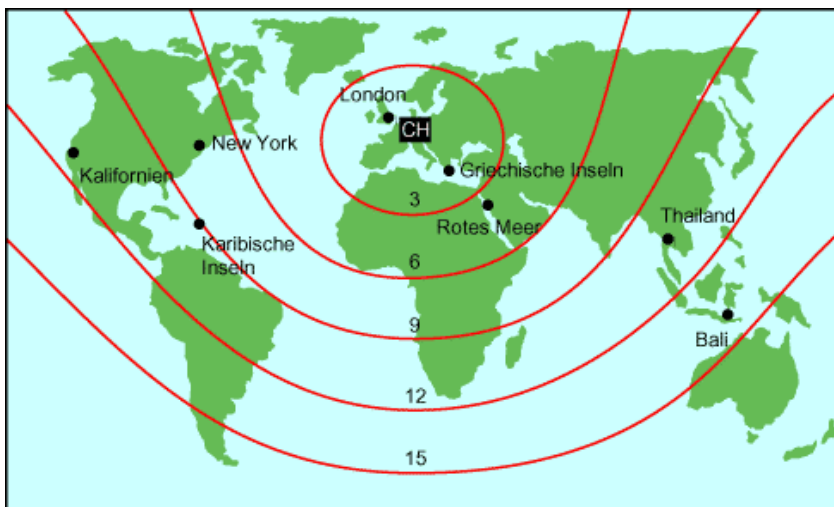 London
CH
New York
Kalifornien
Griechische Inseln
3
Rotes Meer
Thailand
Karibische
Inseln
6
9
Bali
12
15